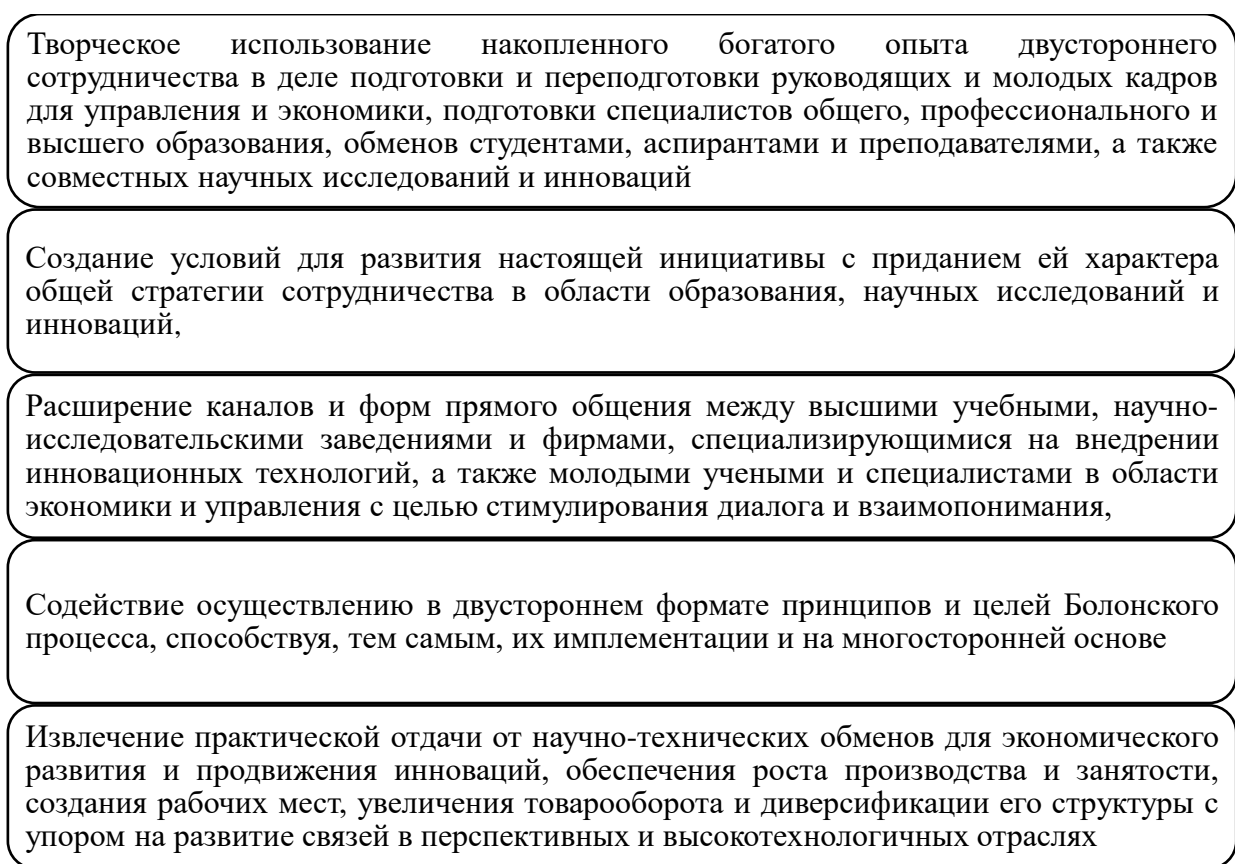 Творческое использование накопленного богатого опыта двустороннего
сотрудничества в деле подготовки и переподготовки руководящих и молодых кадров
для управления и экономики, подготовки специалистов общего, профессионального и
высшего образования, обменов студентами, аспирантами и преподавателями, а также
совместных научных исследований и инноваций
Создание условий для развития настоящей инициативы с приданием ей характера
общей стратегии сотрудничества в области образования, научных исследований и
инноваций,
Расширение каналов и форм прямого общения между высшими учебными, научно-
исследовательскими заведениями и фирмами, специализирующимися на внедрении
инновационных технологий, а также молодыми учеными и специалистами в области
экономики и управления с целью стимулирования диалога и взаимопонимания,
Содействие осуществлению в двустороннем формате принципов и целей Болонского
процесса, способствуя, тем самым, их имплементации и на многосторонней основе
Извлечение практической отдачи от научно-технических обменов для экономического
развития и продвижения инноваций, обеспечения роста производства и занятости,
создания рабочих мест, увеличения товарооборота и диверсификации его структуры с
упором на развитие связей в перспективных и высокотехнологичных отраслях